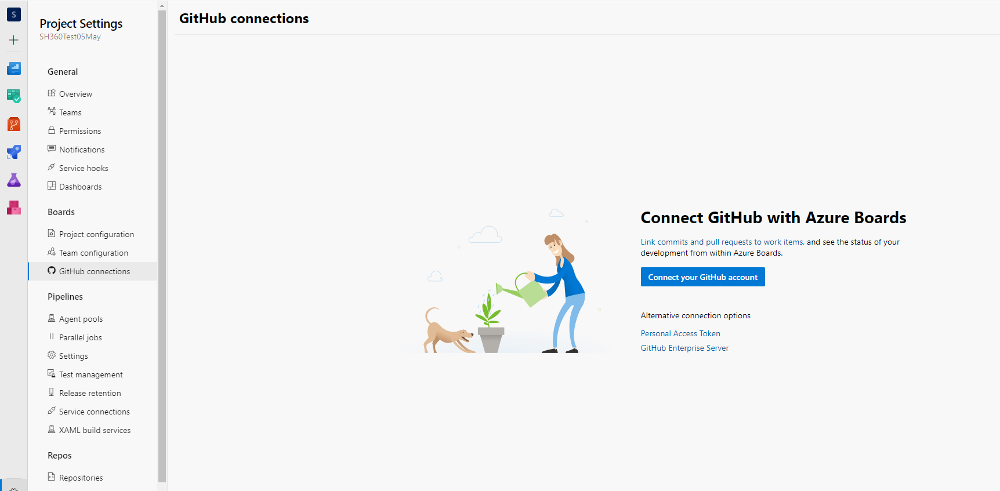 S
Project Settings
SH360Test05May
General
Overview
Teams
Permissions
Notifications
Service hooks
Dashboards
Boards
Project configuration
Team configuration
GitHub connections
Pipelines
Agent pools
Parallel jobs
Settings
Test management
Release retention
Service connections
XAML build services
Repos
Repositories
GitHub connections
Connect GitHub with Azure Boards
Link commits and pull requests to work items, and see the status of your
development from within Azure Boards.
Connect your GitHub account
Alternative connection options
Personal Access Token
GitHub Enterprise Server